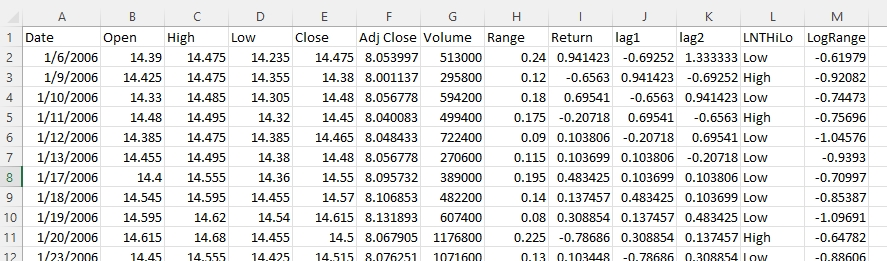 A B C D E F G H I J K L M
1 Date Open High Low Close Adj Close Volume Range Return lag1 lag2 LNTHiLo LogRange
2 1/6/2006 14.39 14.475 14.235 14.475 8.053997 513000 0.24 0.941423 -0.69252 1.333333 Low -0.61979
3 1/9/2006 14.425 14.475 14.355 14.38 8.001137 295800 0.12 -0.6563 0.941423 -0.69252 High -0.92082
4 1/10/2006 14.33 14.485 14.305 14.48 8.056778 594200 0.18 0.69541 -0.6563 0.941423 Low -0.74473
5 1/11/2006 14.48 14.495 14.32 14.45 8.040083 499400 0.175 -0.20718 0.69541 -0.6563 High -0.75696
6 1/12/2006 14.385 14.475 14.385 14.465 8.048433 722400 0.09 0.103806 -0.20718 0.69541 Low -1.04576
7 1/13/2006 14.455 14.495 14.38 14.48 8.056778 270600 0.115 0.103699 0.103806 -0.20718 Low -0.9393
8 1/17/2006 14.4 14.555 14.36 14.55 8.095732 389000 0.195 0.483425 0.103699 0.103806 Low -0.70997
9 1/18/2006 14.545 14.595 14.455 14.57 8.106853 482200 0.14 0.137457 0.483425 0.103699 Low -0.85387
10 1/19/2006 14.595 14.62 14.54 14.615 8.131893 607400 0.08 0.308854 0.137457 0.483425 Low -1.09691
11 1/20/2006 14.615 14.68 14.455 14.5 8.067905 1176800 0.225 -0.78686 0.308854 0.137457 High -0.64782
12 1/23/2006 14.45 14.555 14.425 14.515 8.076251 1071600 0.13 0.103448 -0.78686 0.308854 Low -0.88606